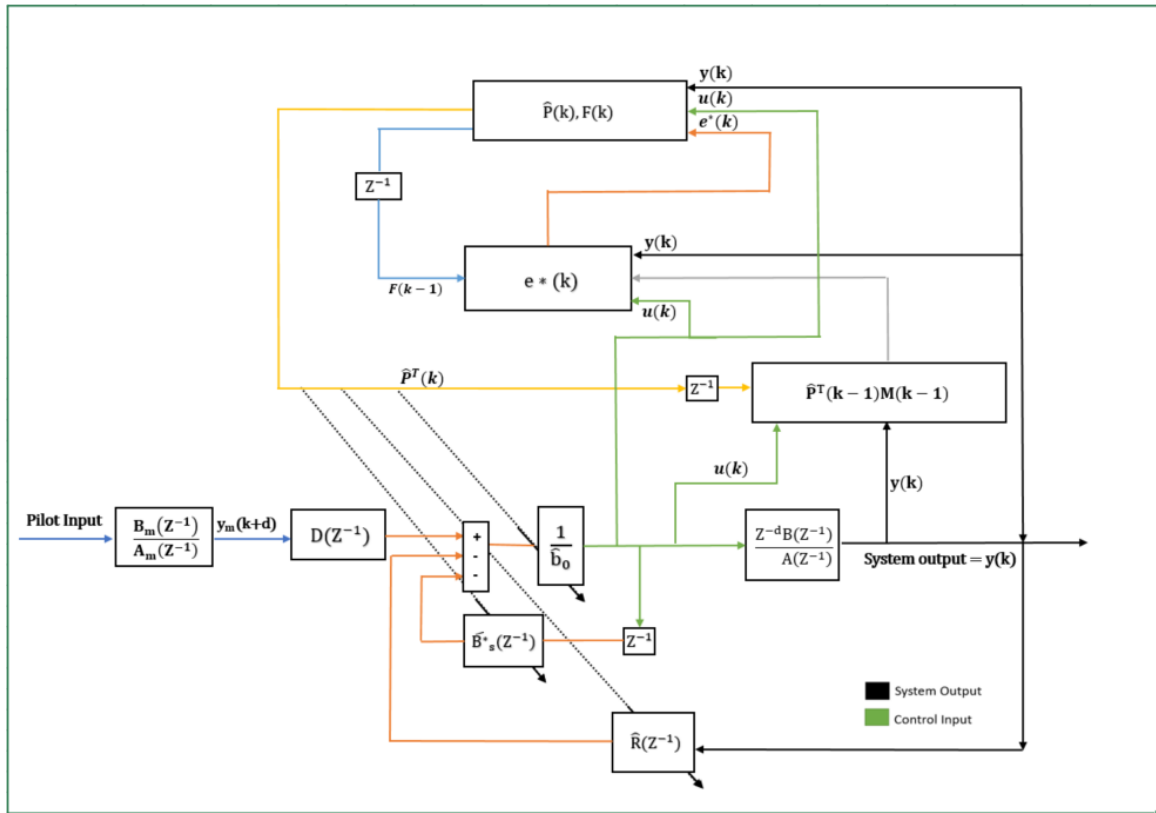 y(k)
u(k)
P̂(k), F(k)
e*(k)
Z⁻¹
y(k)
e ∗ (k)
F(k − 1)
u(k)
P̂ᵀ(k)
Z⁻¹
P̂ᵀ(k − 1)M(k − 1)
u(k)
y(k)
Pilot Input
Bₘ(Z⁻¹)
Aₘ(Z⁻¹)
yₘ(k+d)
D(Z⁻¹)
+
-
-
1
b̂₀
Z⁻ᵈB(Z⁻¹)
A(Z⁻¹)
System output = y(k)
B̂*ₛ(Z⁻¹)
Z⁻¹
R̂(Z⁻¹)
System Output
Control Input